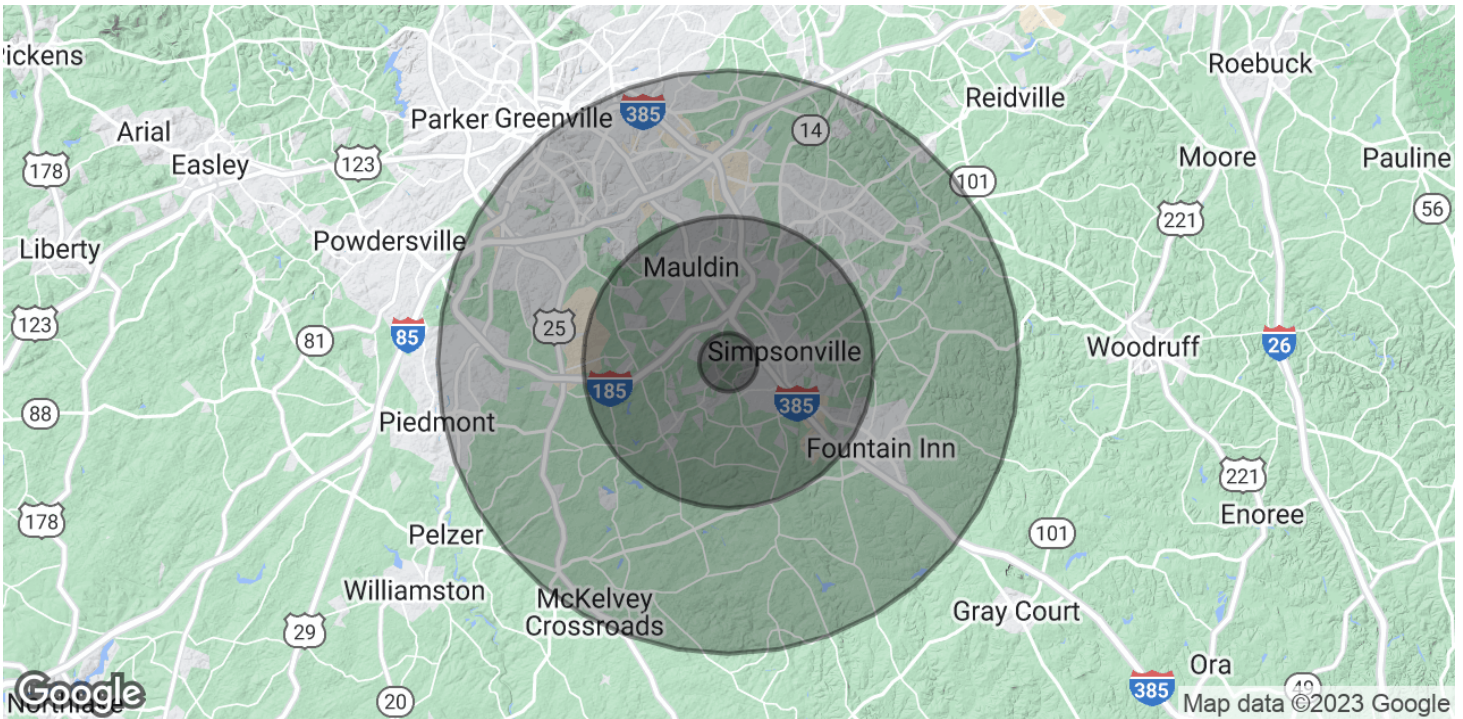 Pickens
Roebuck
Reidville
Parker
Greenville
385
14
Arial
Easley
123
178
Moore
Pauline
101
221
56
Liberty
Powdersville
Mauldin
123
81
85
25
Simpsonville
Woodruff
26
185
385
88
Piedmont
Fountain Inn
221
Enoree
178
Pelzer
101
Williamston
McKelvey
Crossroads
Gray Court
29
Ora
385
49
20
Google
Map data ©2023 Google